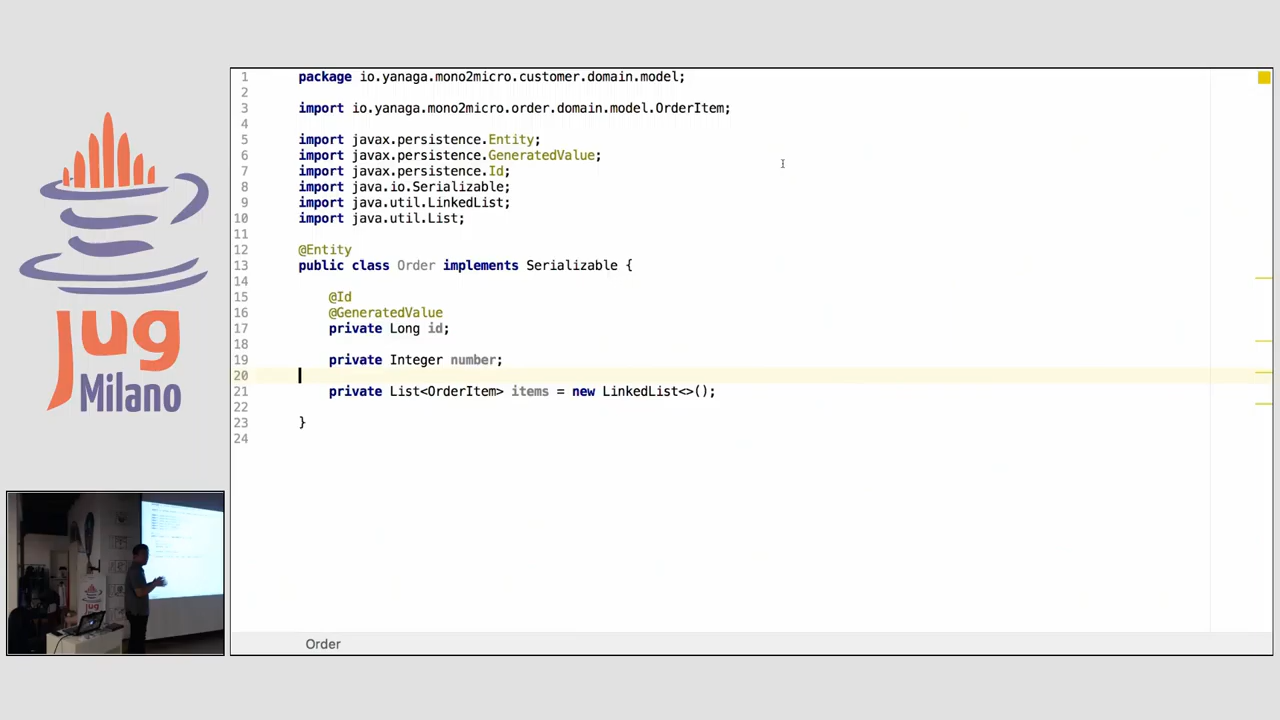 jug
Milano
1 package io.yanaga.mono2micro.customer.domain.model;
2
3 import io.yanaga.mono2micro.order.domain.model.OrderItem;
4
5 import javax.persistence.Entity;
6 import javax.persistence.GeneratedValue;
7 import javax.persistence.Id;
8 import java.io.Serializable;
9 import java.util.LinkedList;
10 import java.util.List;
11
12 @Entity
13 public class Order implements Serializable {
14
15 @Id
16 @GeneratedValue
17 private Long id;
18
19 private Integer number;
20
21 private List<OrderItem> items = new LinkedList<>();
22
23 }
24
Order
jug